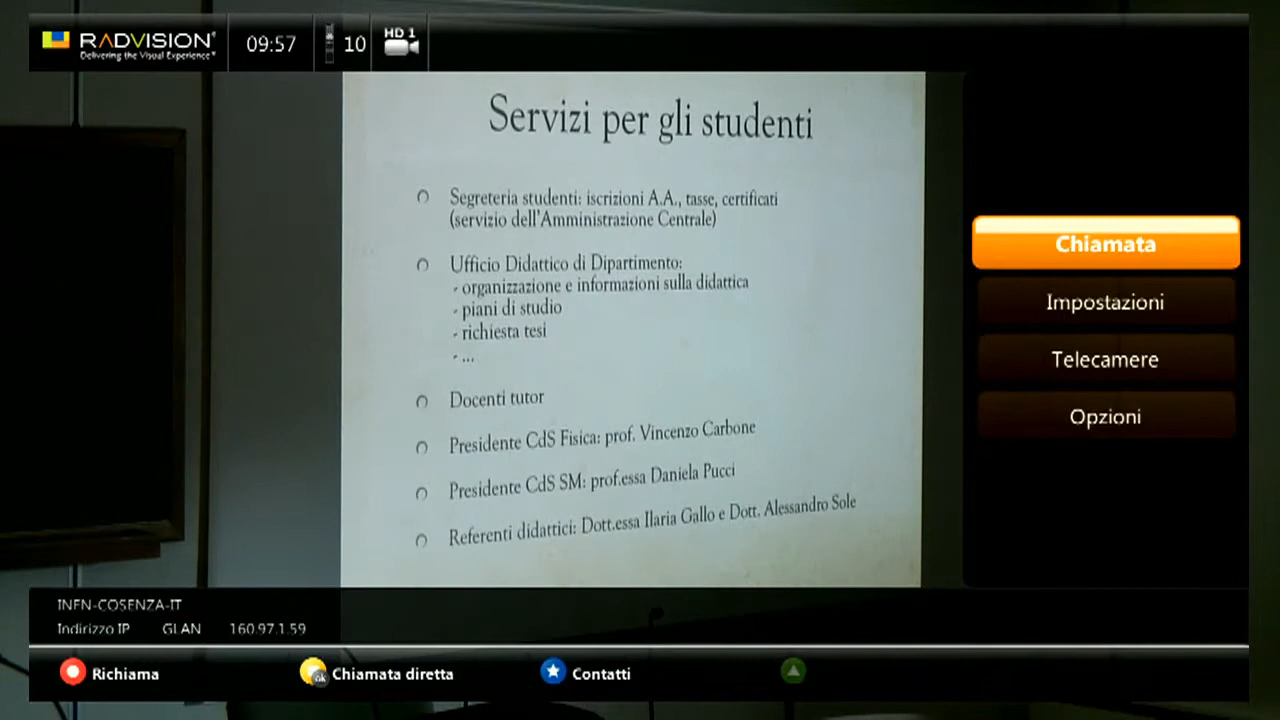 RADVISION
Delivering the Visual Experience
09:57
10
HD 1
Servizi per gli studenti
Segreteria studenti: iscrizioni A.A., tasse, certificati
(servizio dell'Amministrazione Centrale)
Ufficio Didattico di Dipartimento:
- organizzazione e informazioni sulla didattica
- piani di studio
- richiesta tesi
- ...
Docenti tutor
Presidente CdS Fisica: prof. Vincenzo Carbone
Presidente CdS SM: prof.essa Daniela Pucci
Referenti didattici: Dott.essa Ilaria Gallo e Dott. Alessandro Sole
Chiamata
Impostazioni
Telecamere
Opzioni
INFN-COSENZA-IT
Indirizzo IP GLAN 160.97.1.59
Richiama
ok
Chiamata diretta
Contatti